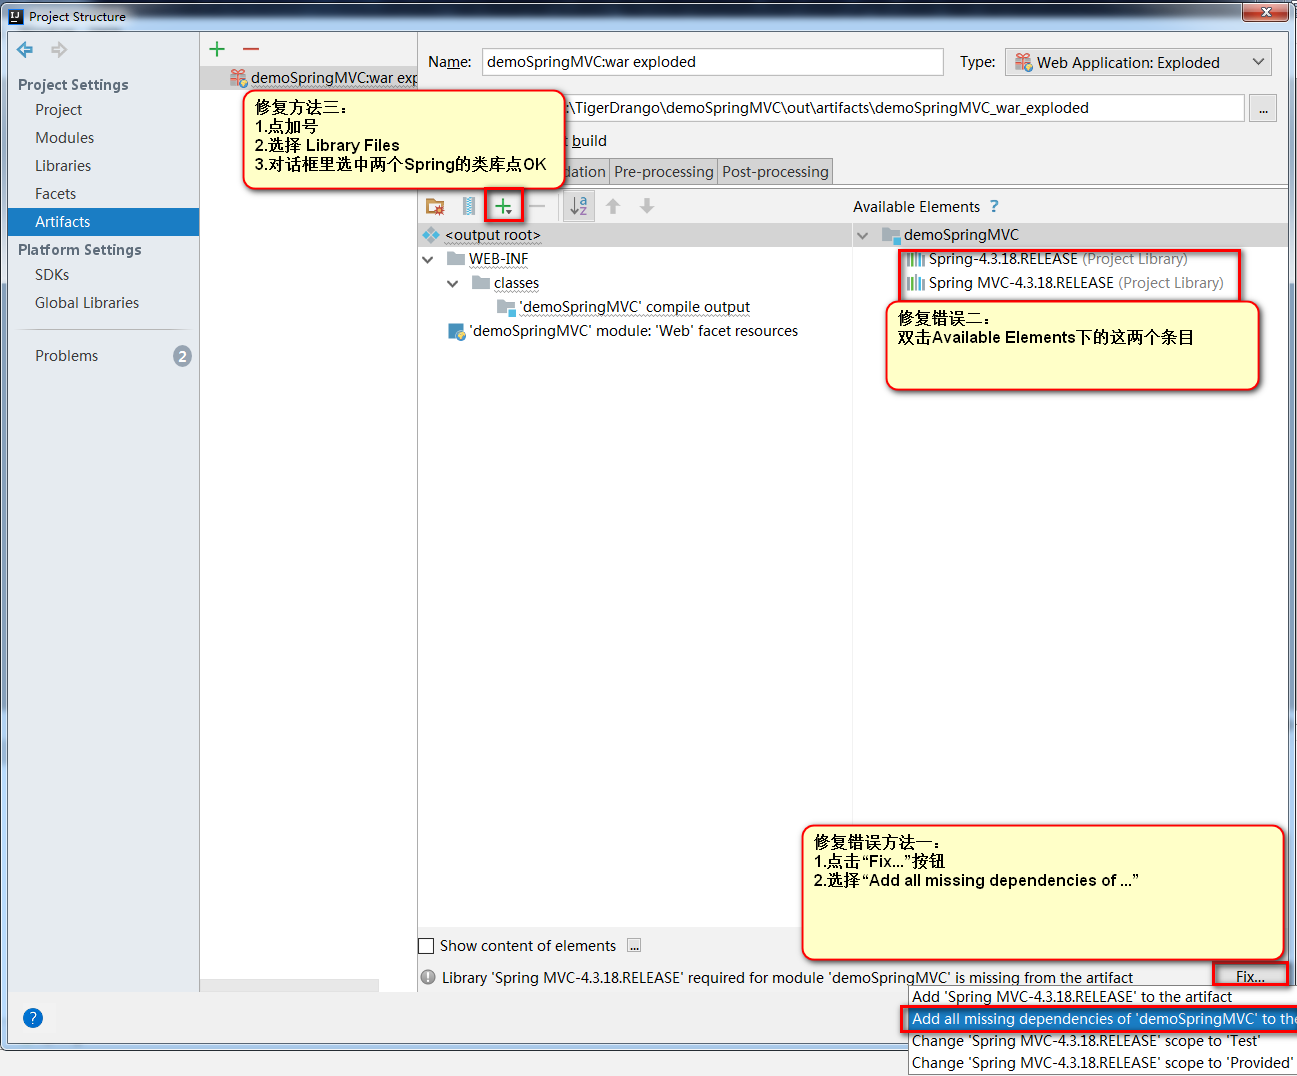 Project Structure
Project Settings
Project
Modules
Libraries
Facets
Artifacts
Platform Settings
SDKs
Global Libraries
Problems
2
demoSpringMVC:war exp
Name:
demoSpringMVC:war exploded
Type:
Web Application: Exploded
修复方法三：
1.点加号
2.选择 Library Files
3.对话框里选中两个Spring的类库点OK
:\TigerDrango\demoSpringMVC\out\artifacts\demoSpringMVC_war_exploded
...
build
dation
Pre-processing
Post-processing
Available Elements ?
<output root>
WEB-INF
classes
'demoSpringMVC' compile output
'demoSpringMVC' module: 'Web' facet resources
demoSpringMVC
Spring-4.3.18.RELEASE (Project Library)
Spring MVC-4.3.18.RELEASE (Project Library)
修复错误二：
双击Available Elements下的这两个条目
修复错误方法一：
1.点击“Fix...”按钮
2.选择“Add all missing dependencies of ...”
Show content of elements ...
Library 'Spring MVC-4.3.18.RELEASE' required for module 'demoSpringMVC' is missing from the artifact
Fix...
Add 'Spring MVC-4.3.18.RELEASE' to the artifact
Add all missing dependencies of 'demoSpringMVC' to the
Change 'Spring MVC-4.3.18.RELEASE' scope to 'Test'
Change 'Spring MVC-4.3.18.RELEASE' scope to 'Provided'
?